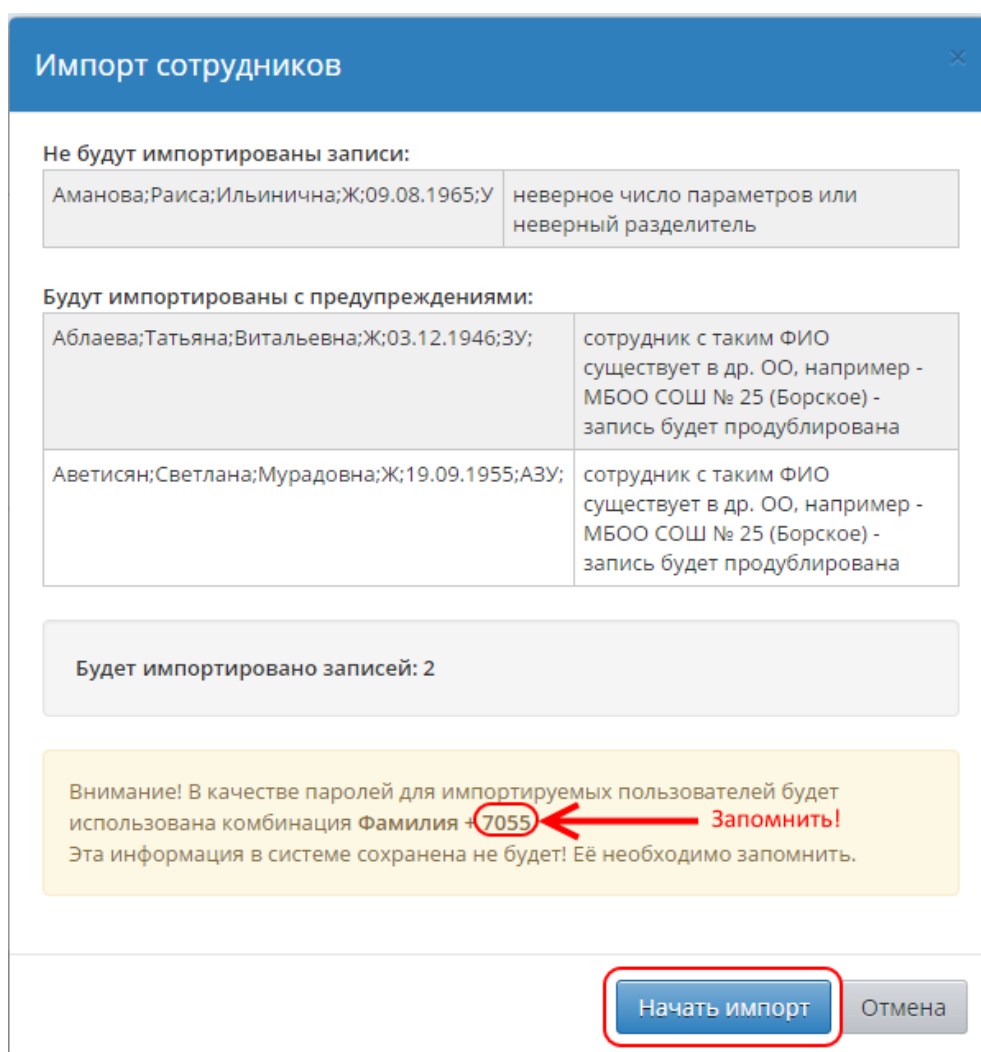 Импорт сотрудников
×
Не будут импортированы записи:
Аманова;Раиса;Ильинична;Ж;09.08.1965;У
неверное число параметров или
неверный разделитель
Будут импортированы с предупреждениями:
Аблаева;Татьяна;Витальевна;Ж;03.12.1946;ЗУ;
сотрудник с таким ФИО
существует в др. ОО, например -
МБОО СОШ № 25 (Борское) -
запись будет продублирована
Аветисян;Светлана;Мурадовна;Ж;19.09.1955;АЗУ;
сотрудник с таким ФИО
существует в др. ОО, например -
МБОО СОШ № 25 (Борское) -
запись будет продублирована
Будет импортировано записей: 2
Внимание! В качестве паролей для импортируемых пользователей будет
использована комбинация Фамилия + 7055
Запомнить!
Эта информация в системе сохранена не будет! Её необходимо запомнить.
Начать импорт
Отмена